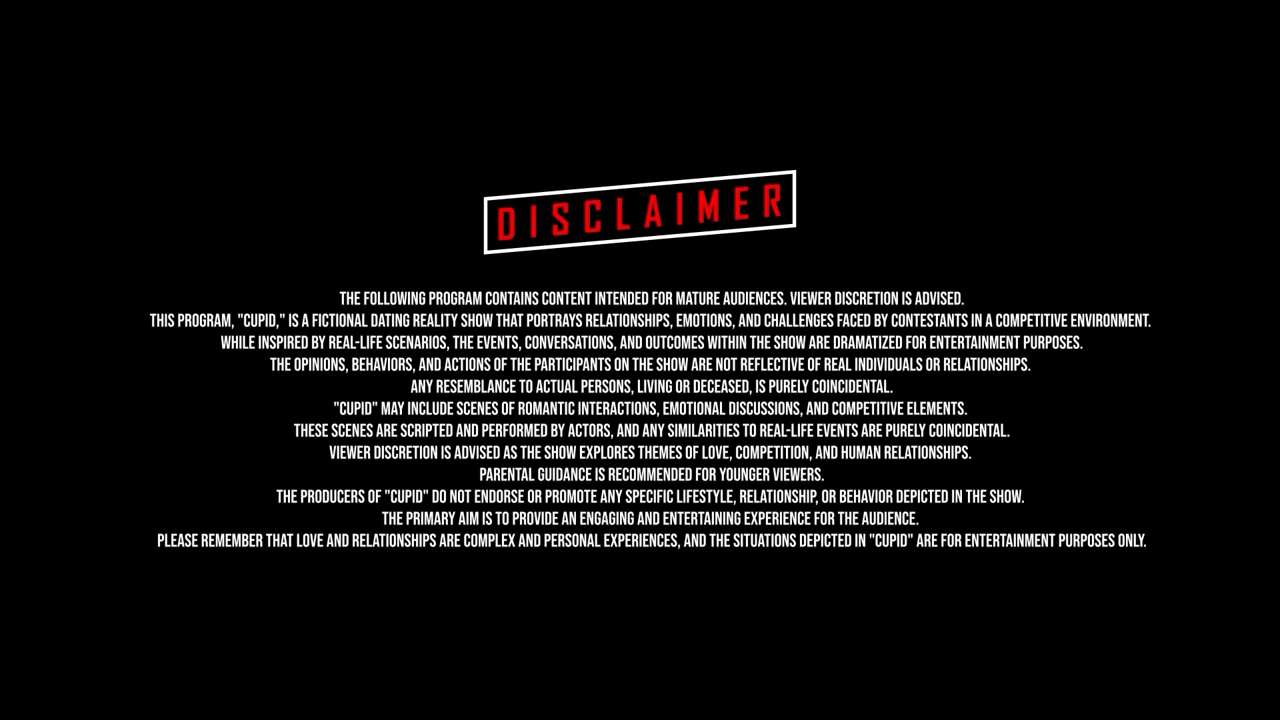 DISCLAIMER
THE FOLLOWING PROGRAM CONTAINS CONTENT INTENDED FOR MATURE AUDIENCES. VIEWER DISCRETION IS ADVISED.
THIS PROGRAM, "CUPID," IS A FICTIONAL DATING REALITY SHOW THAT PORTRAYS RELATIONSHIPS, EMOTIONS, AND CHALLENGES FACED BY CONTESTANTS IN A COMPETITIVE ENVIRONMENT.
WHILE INSPIRED BY REAL-LIFE SCENARIOS, THE EVENTS, CONVERSATIONS, AND OUTCOMES WITHIN THE SHOW ARE DRAMATIZED FOR ENTERTAINMENT PURPOSES.
THE OPINIONS, BEHAVIORS, AND ACTIONS OF THE PARTICIPANTS ON THE SHOW ARE NOT REFLECTIVE OF REAL INDIVIDUALS OR RELATIONSHIPS.
ANY RESEMBLANCE TO ACTUAL PERSONS, LIVING OR DECEASED, IS PURELY COINCIDENTAL.
"CUPID" MAY INCLUDE SCENES OF ROMANTIC INTERACTIONS, EMOTIONAL DISCUSSIONS, AND COMPETITIVE ELEMENTS.
THESE SCENES ARE SCRIPTED AND PERFORMED BY ACTORS, AND ANY SIMILARITIES TO REAL-LIFE EVENTS ARE PURELY COINCIDENTAL.
VIEWER DISCRETION IS ADVISED AS THE SHOW EXPLORES THEMES OF LOVE, COMPETITION, AND HUMAN RELATIONSHIPS.
PARENTAL GUIDANCE IS RECOMMENDED FOR YOUNGER VIEWERS.
THE PRODUCERS OF "CUPID" DO NOT ENDORSE OR PROMOTE ANY SPECIFIC LIFESTYLE, RELATIONSHIP, OR BEHAVIOR DEPICTED IN THE SHOW.
THE PRIMARY AIM IS TO PROVIDE AN ENGAGING AND ENTERTAINING EXPERIENCE FOR THE AUDIENCE.
PLEASE REMEMBER THAT LOVE AND RELATIONSHIPS ARE COMPLEX AND PERSONAL EXPERIENCES, AND THE SITUATIONS DEPICTED IN "CUPID" ARE FOR ENTERTAINMENT PURPOSES ONLY.